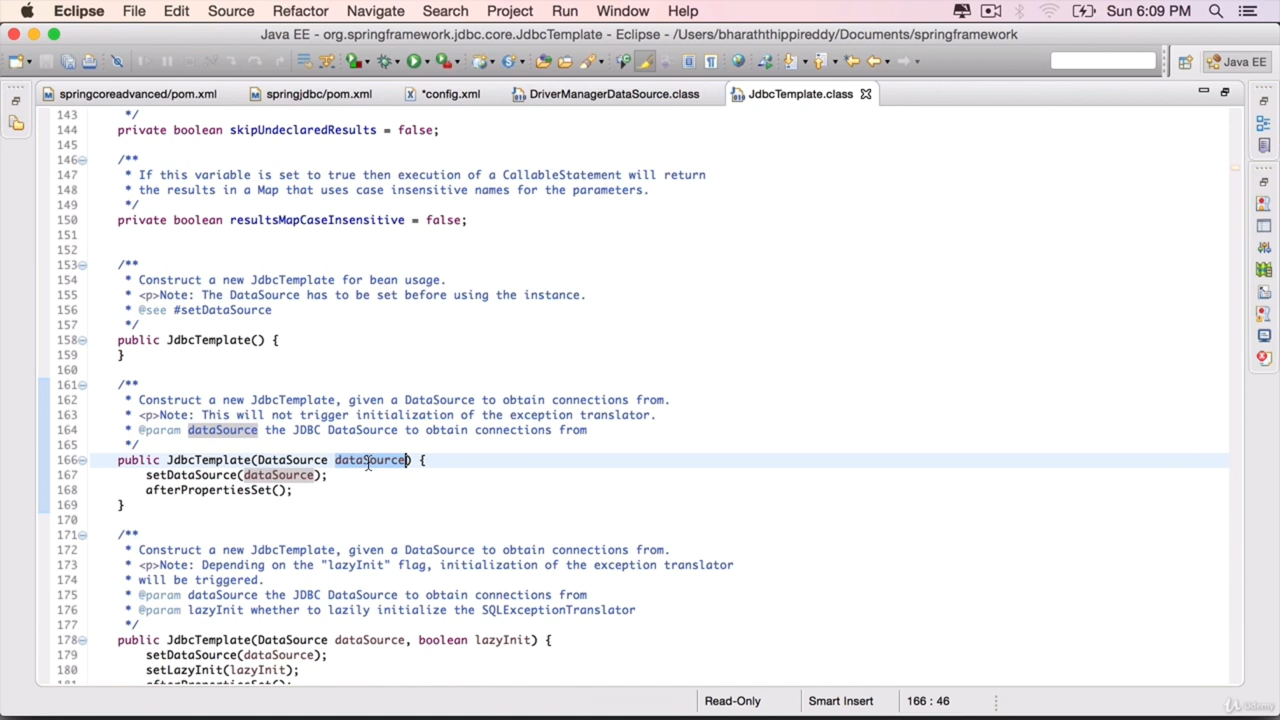 Eclipse File Edit Source Refactor Navigate Search Project Run Window Help Sun 6:09 PM
Java EE - org.springframework.jdbc.core.JdbcTemplate - Eclipse - /Users/bharaththippireddy/Documents/springframework
Java EE
springcoreadvanced/pom.xml springjdbc/pom.xml *config.xml DriverManagerDataSource.class JdbcTemplate.class
143 */
144 private boolean skipUndeclaredResults = false;
145
146 /**
147 * If this variable is set to true then execution of a CallableStatement will return
148 * the results in a Map that uses case insensitive names for the parameters.
149 */
150 private boolean resultsMapCaseInsensitive = false;
151
152
153 /**
154 * Construct a new JdbcTemplate for bean usage.
155 * <p>Note: The DataSource has to be set before using the instance.
156 * @see #setDataSource
157 */
158 public JdbcTemplate() {
159 }
160
161 /**
162 * Construct a new JdbcTemplate, given a DataSource to obtain connections from.
163 * <p>Note: This will not trigger initialization of the exception translator.
164 * @param dataSource the JDBC DataSource to obtain connections from
165 */
166 public JdbcTemplate(DataSource dataSource) {
167 setDataSource(dataSource);
168 afterPropertiesSet();
169 }
170
171 /**
172 * Construct a new JdbcTemplate, given a DataSource to obtain connections from.
173 * <p>Note: Depending on the "lazyInit" flag, initialization of the exception translator
174 * will be triggered.
175 * @param dataSource the JDBC DataSource to obtain connections from
176 * @param lazyInit whether to lazily initialize the SQLExceptionTranslator
177 */
178 public JdbcTemplate(DataSource dataSource, boolean lazyInit) {
179 setDataSource(dataSource);
180 setLazyInit(lazyInit);
181 afterPropertiesSet();
Read-Only Smart Insert 166 : 46
Udemy